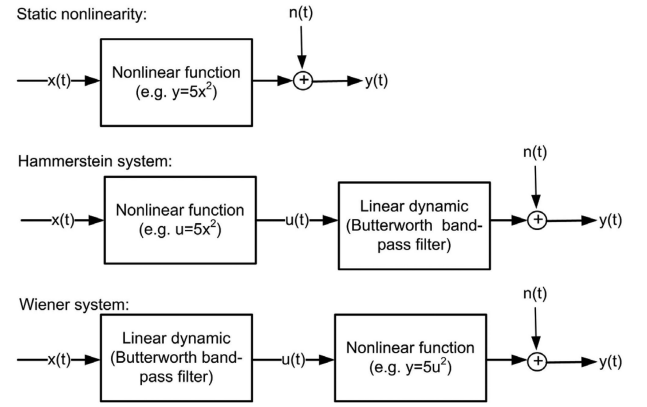 Static nonlinearity:
n(t)
x(t)
Nonlinear function
(e.g. y=5x²)
+
y(t)
Hammerstein system:
n(t)
x(t)
Nonlinear function
(e.g. u=5x²)
u(t)
Linear dynamic
(Butterworth band-
pass filter)
+
y(t)
Wiener system:
n(t)
x(t)
Linear dynamic
(Butterworth band-
pass filter)
u(t)
Nonlinear function
(e.g. y=5u²)
+
y(t)